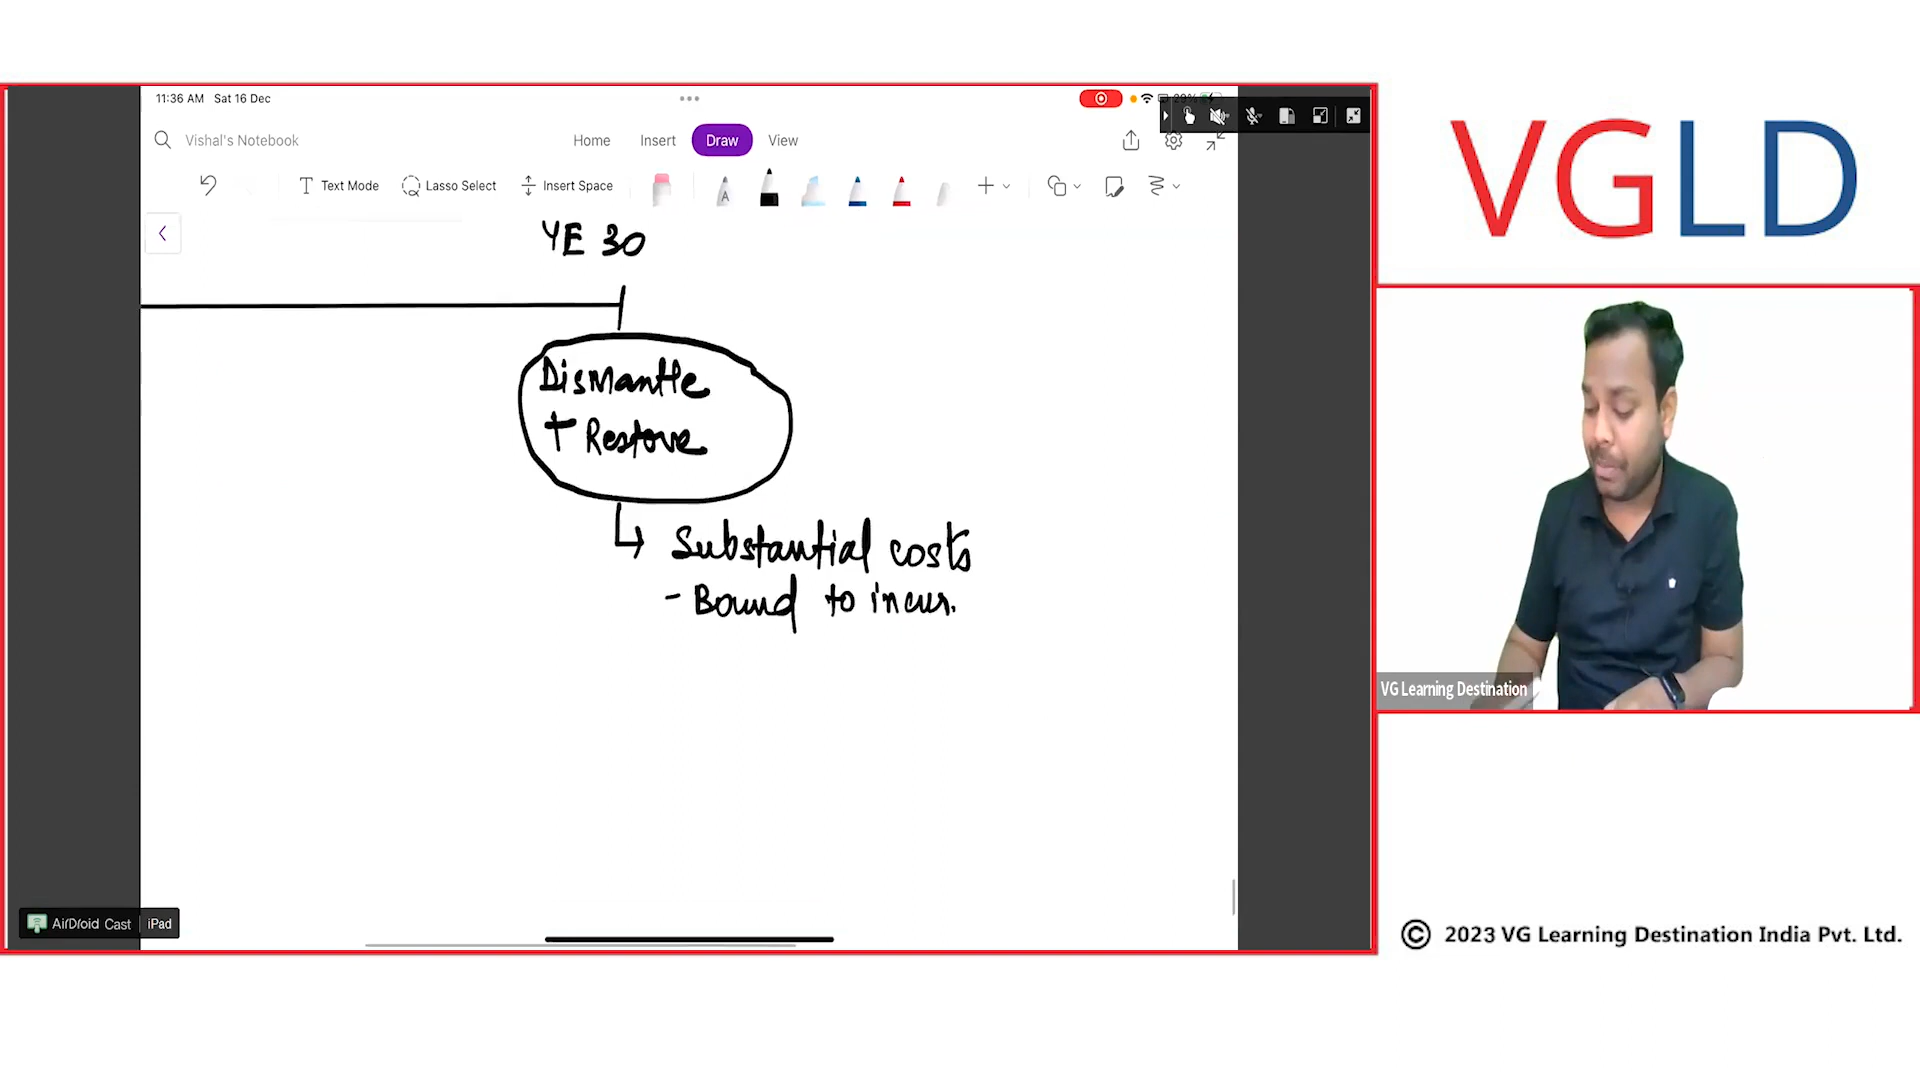 11:36 AM Sat 16 Dec
29%
Vishal's Notebook
Home Insert Draw View
Text Mode Lasso Select Insert Space
YE 30
Dismantle
+ Restore
Substantial costs
- Bound to incur.
AirDroid Cast iPad
VGLD
VG Learning Destination
© 2023 VG Learning Destination India Pvt. Ltd.